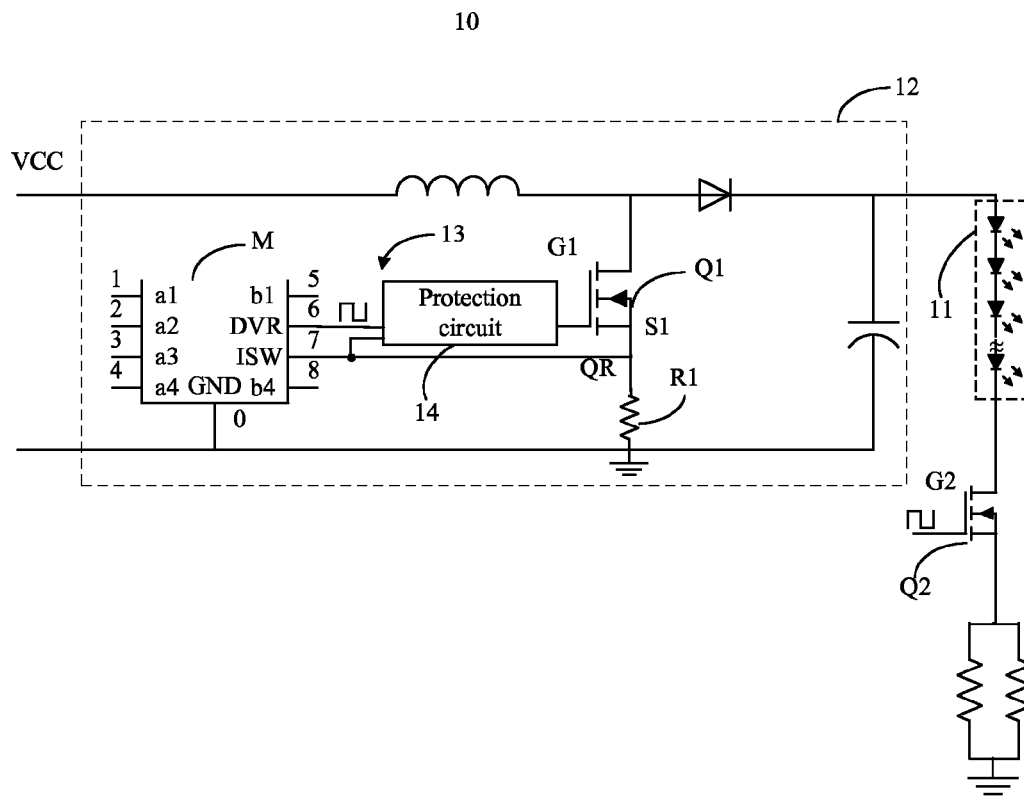 10
12
VCC
M
13
G1
Q1
11
1 a1 b1 5
2 a2 DVR 6
3 a3 ISW 7
4 a4 GND b4 8
0
Protection
circuit
S1
QR
14
R1
G2
Q2